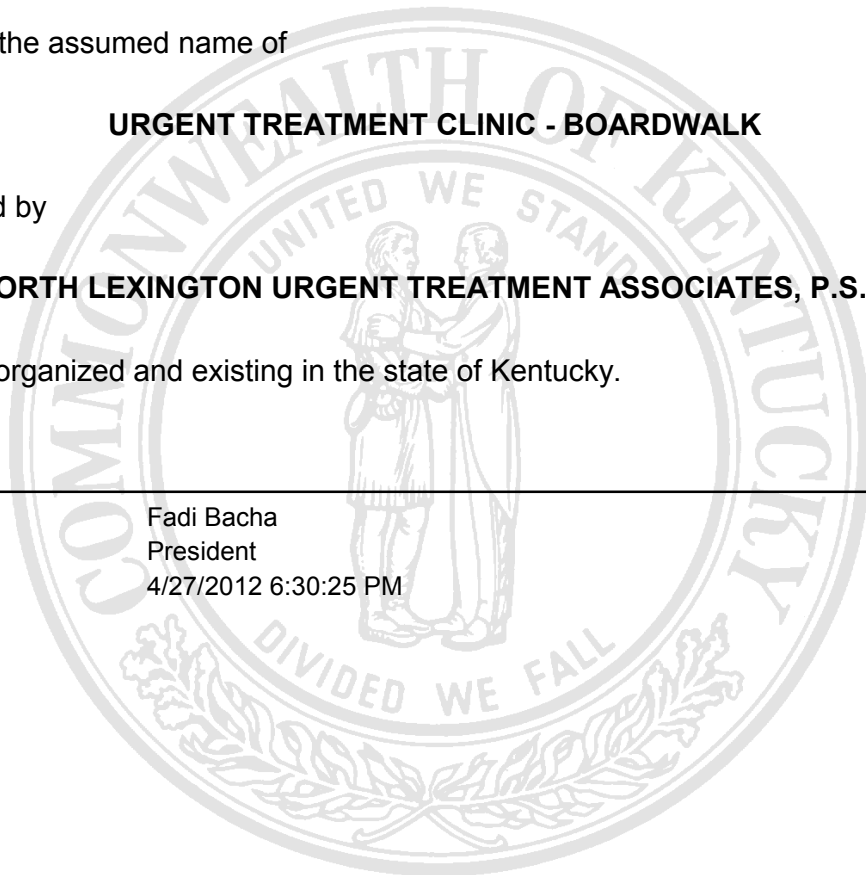 the assumed name of
URGENT TREATMENT CLINIC - BOARDWALK
d by
ORTH LEXINGTON URGENT TREATMENT ASSOCIATES, P.S.
organized and existing in the state of Kentucky.
Fadi Bacha
President
4/27/2012 6:30:25 PM
COMMONWEALTH OF KENTUCKY
UNITED WE STAND
DIVIDED WE FALL